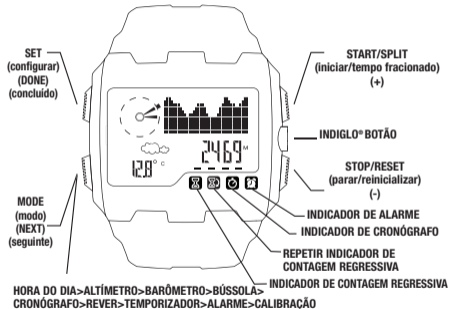 SET
(configurar)
(DONE)
(concluído)
START/SPLIT
(iniciar/tempo fracionado)
(+)
INDIGLO® BOTÃO
2469M
12.8° C
STOP/RESET
(parar/reinicializar)
(-)
MODE
(modo)
(NEXT)
(seguinte)
INDICADOR DE ALARME
INDICADOR DE CRONÓGRAFO
REPETIR INDICADOR DE
CONTAGEM REGRESSIVA
INDICADOR DE CONTAGEM REGRESSIVA
HORA DO DIA>ALTÍMETRO>BARÔMETRO>BÚSSOLA>
CRONÓGRAFO>REVER>TEMPORIZADOR>ALARME>CALIBRAÇÃO